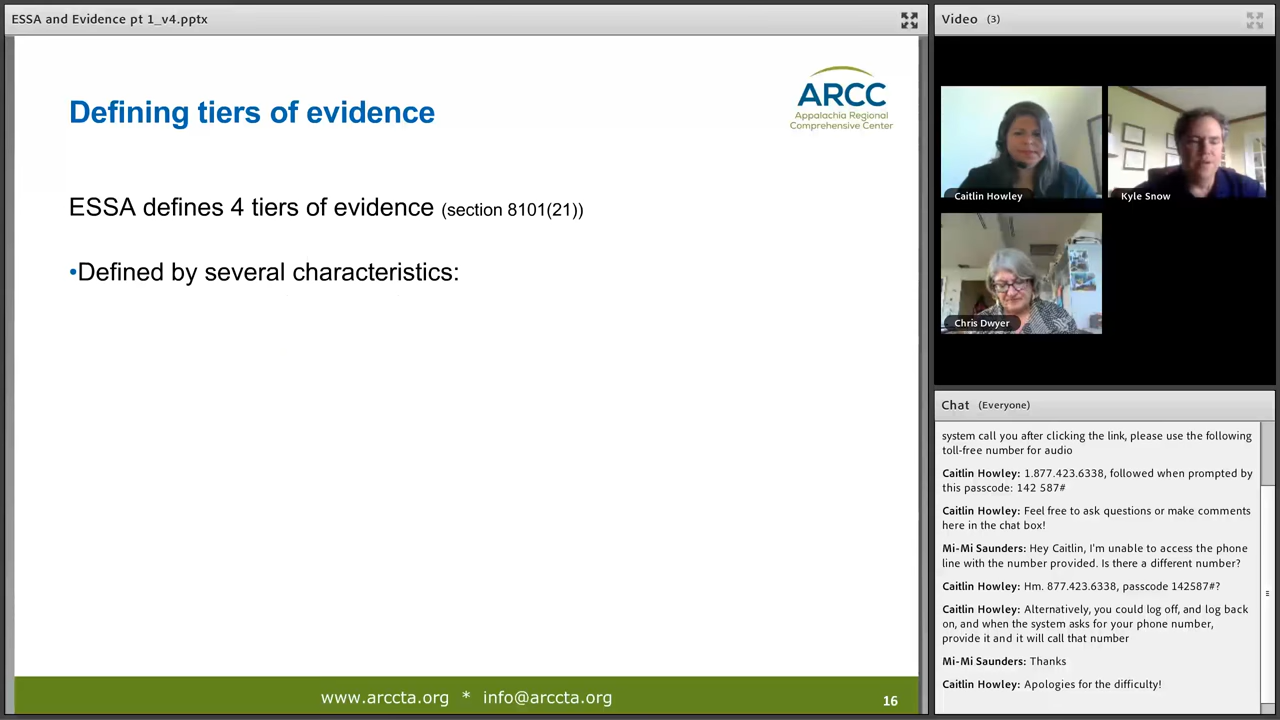 ESSA and Evidence pt 1_v4.pptx
Defining tiers of evidence
ARCC
Appalachia Regional
Comprehensive Center
ESSA defines 4 tiers of evidence (section 8101(21))
•Defined by several characteristics:
www.arccta.org * info@arccta.org
16
Video (3)
Caitlin Howley
Kyle Snow
Chris Dwyer
Chat (Everyone)
system call you after clicking the link, please use the following
toll-free number for audio
Caitlin Howley: 1.877.423.6338, followed when prompted by
this passcode: 142 587#
Caitlin Howley: Feel free to ask questions or make comments
here in the chat box!
Mi-Mi Saunders: Hey Caitlin, I'm unable to access the phone
line with the number provided. Is there a different number?
Caitlin Howley: Hm. 877.423.6338, passcode 142587#?
Caitlin Howley: Alternatively, you could log off, and log back
on, and when the system asks for your phone number,
provide it and it will call that number
Mi-Mi Saunders: Thanks
Caitlin Howley: Apologies for the difficulty!